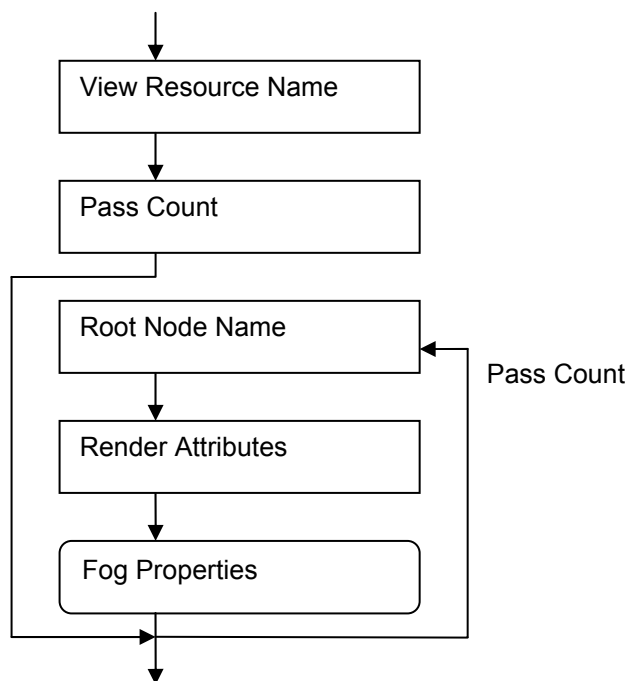 View Resource Name
Pass Count
Root Node Name
Pass Count
Render Attributes
Fog Properties